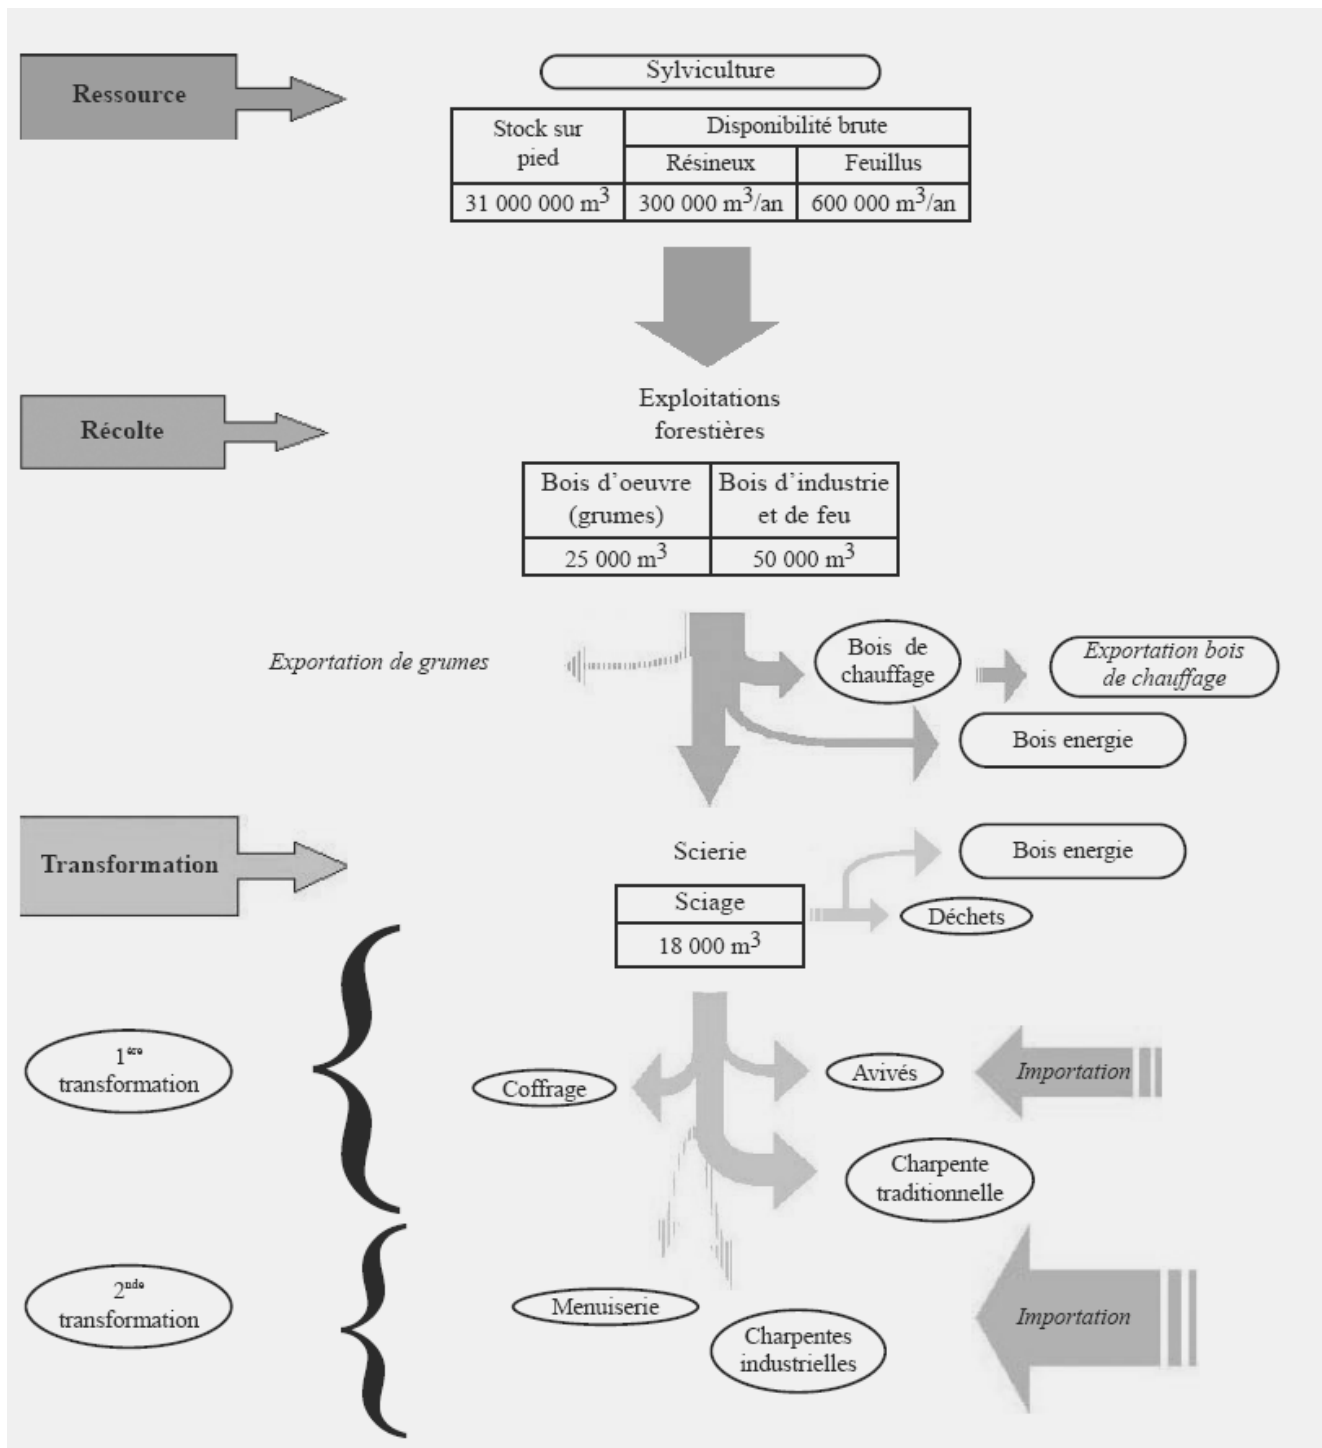 Ressource
Sylviculture
Stock sur
pied
Disponibilité brute
Résineux
Feuillus
31 000 000 m³
300 000 m³/an
600 000 m³/an
Récolte
Exploitations
forestières
Bois d'oeuvre
(grumes)
Bois d'industrie
et de feu
25 000 m³
50 000 m³
Exportation de grumes
Bois de
chauffage
Exportation bois
de chauffage
Bois energie
Transformation
Scierie
Bois energie
Sciage
18 000 m³
Déchets
1ère
transformation
Coffrage
Avivés
Importation
Charpente
traditionnelle
2nde
transformation
Menuiserie
Charpentes
industrielles
Importation